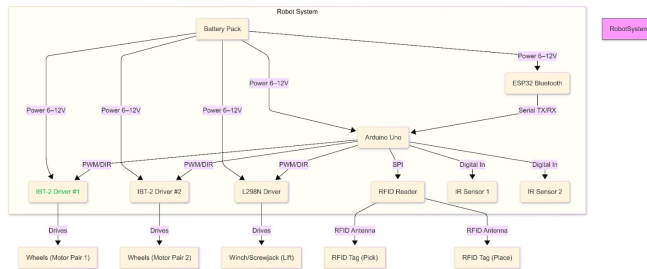 Robot System
Battery Pack
RobotSystem
Power 6–12V
ESP32 Bluetooth
Power 6–12V
Power 6–12V
Power 6–12V
Power 6–12V
Serial TX/RX
Arduino Uno
PWM/DIR
PWM/DIR
PWM/DIR
SPI
Digital In
Digital In
IBT-2 Driver #1
IBT-2 Driver #2
L298N Driver
RFID Reader
IR Sensor 1
IR Sensor 2
Drives
Drives
Drives
RFID Antenna
RFID Antenna
Wheels (Motor Pair 1)
Wheels (Motor Pair 2)
Winch/Screwjack (Lift)
RFID Tag (Pick)
RFID Tag (Place)